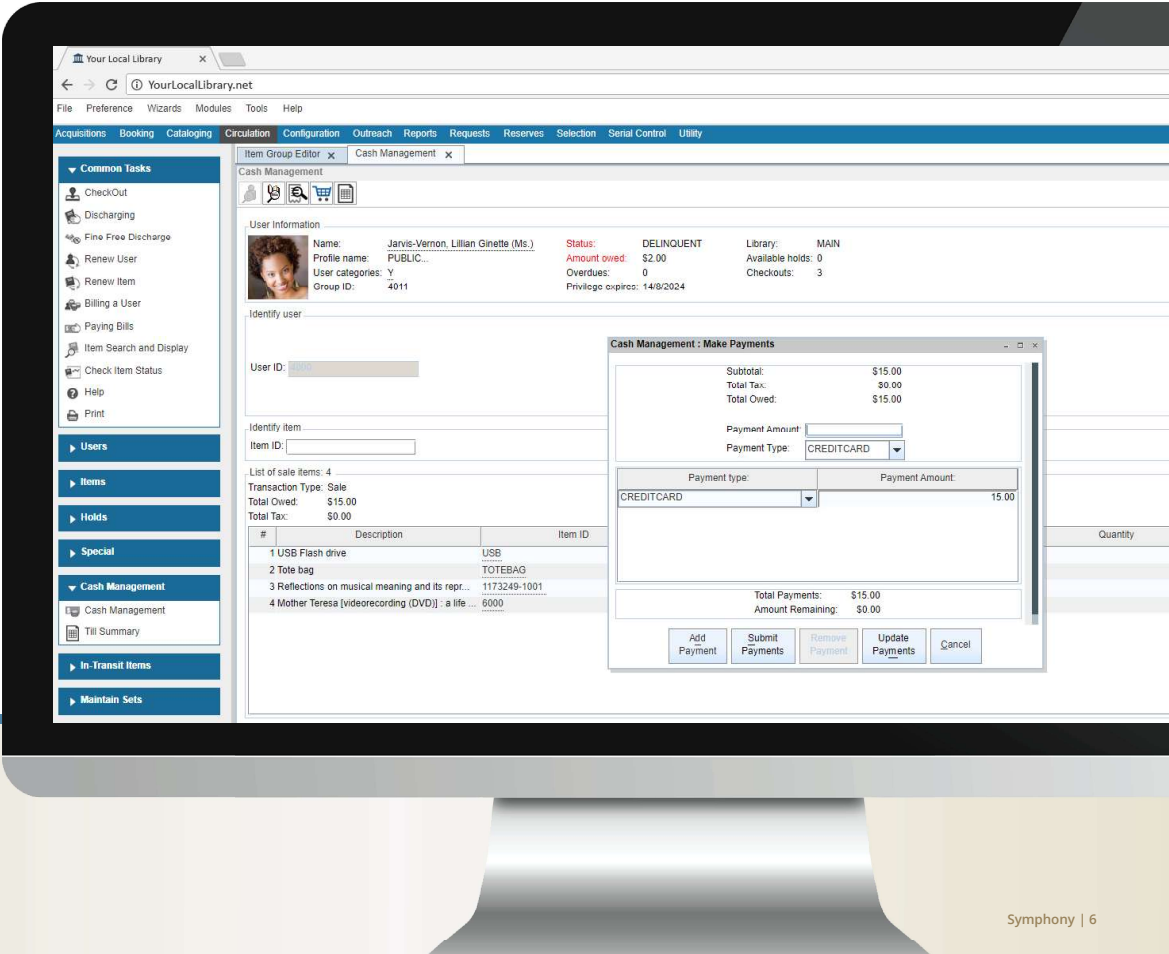 Your Local Library
YourLocalLibrary.net
File Preference Wizards Modules Tools Help
Acquisitions Booking Cataloging Circulation Configuration Outreach Reports Requests Reserves Selection Serial Control Utility
Item Group Editor x Cash Management x
Common Tasks
CheckOut
Discharging
Fine Free Discharge
Renew User
Renew Item
Billing a User
Paying Bills
Item Search and Display
Check Item Status
Help
Print
Users
Items
Holds
Special
Cash Management
Cash Management
Till Summary
In-Transit Items
Maintain Sets
Cash Management
User Information
Name: Jarvis-Vernon, Lillian Ginette (Ms.) Status: DELINQUENT Library: MAIN
Profile name: PUBLIC... Amount owed: $2.00 Available holds: 0
User categories: Y Overdues: 0 Checkouts: 3
Group ID: 4011 Privilege expires: 14/8/2024
Identify user
User ID:
Identify item
Item ID:
List of sale items: 4
Transaction Type: Sale
Total Owed: $15.00
Total Tax: $0.00
# Description Item ID Quantity
1 USB Flash drive USB
2 Tote bag TOTEBAG
3 Reflections on musical meaning and its repr... 1173249-1001
4 Mother Teresa [videorecording (DVD)] : a life ... 6000
Cash Management : Make Payments
Subtotal: $15.00
Total Tax: $0.00
Total Owed: $15.00
Payment Amount:
Payment Type: CREDITCARD
Payment type: Payment Amount:
CREDITCARD 15.00
Total Payments: $15.00
Amount Remaining: $0.00
Add Payment
Submit Payments
Remove Payment
Update Payments
Cancel
Symphony | 6